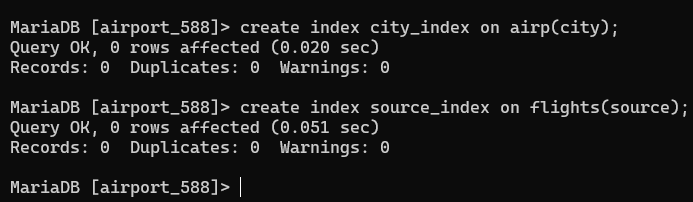 MariaDB [airport_588]> create index city_index on airp(city);
Query OK, 0 rows affected (0.020 sec)
Records: 0  Duplicates: 0  Warnings: 0
MariaDB [airport_588]> create index source_index on flights(source);
Query OK, 0 rows affected (0.051 sec)
Records: 0  Duplicates: 0  Warnings: 0
MariaDB [airport_588]>